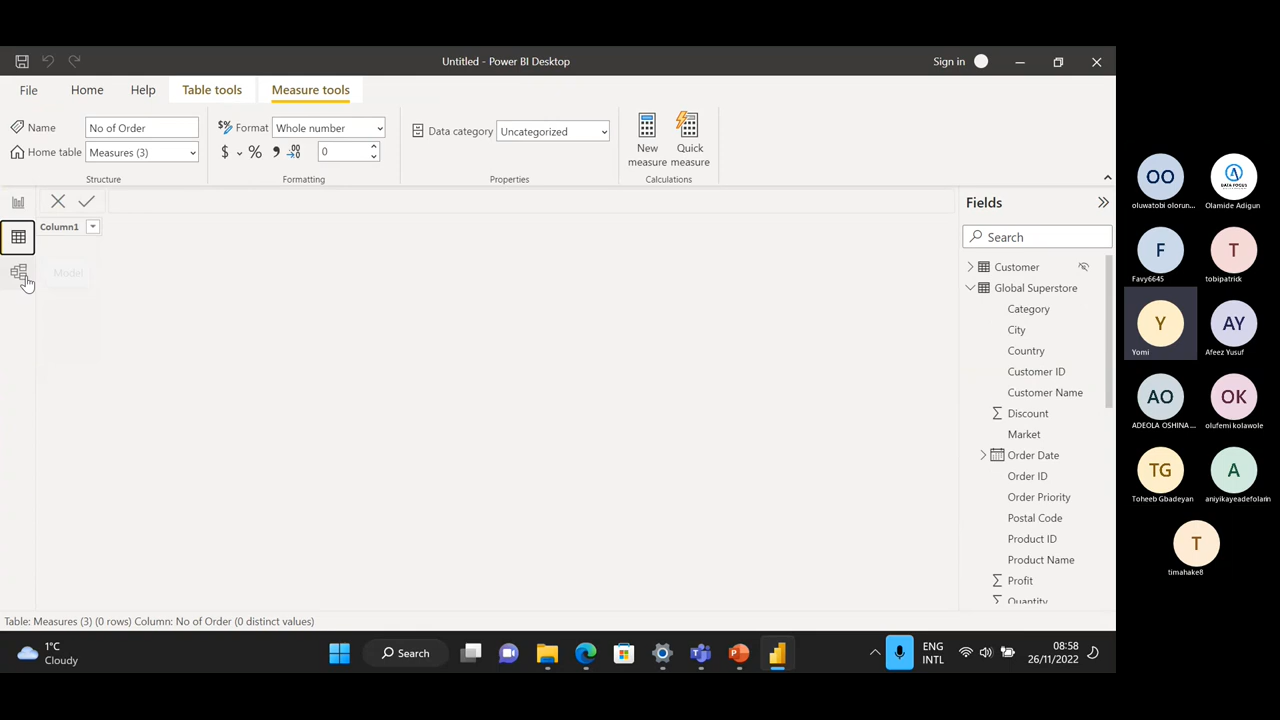 Untitled - Power BI Desktop
Sign in
File
Home
Help
Table tools
Measure tools
Name
No of Order
Home table
Measures (3)
Structure
Format
Whole number
$
%
,
.00
0
Formatting
Data category
Uncategorized
Properties
New measure
Quick measure
Calculations
Column1
Model
Fields
Search
Customer
Global Superstore
Category
City
Country
Customer ID
Customer Name
Discount
Market
Order Date
Order ID
Order Priority
Postal Code
Product ID
Product Name
Profit
Quantity
Table: Measures (3) (0 rows) Column: No of Order (0 distinct values)
1°C
Cloudy
Search
ENG
INTL
08:58
26/11/2022
OO
oluwatobi olorun...
DATA FOCUS
Olamide Adigun
F
Favy6645
T
tobipatrick
Y
Yomi
AY
Afeez Yusuf
AO
ADEOLA OSHINA ...
OK
olufemi kolawole
TG
Toheeb Gbadeyan
A
aniyikayeadefolarin
T
timahake8